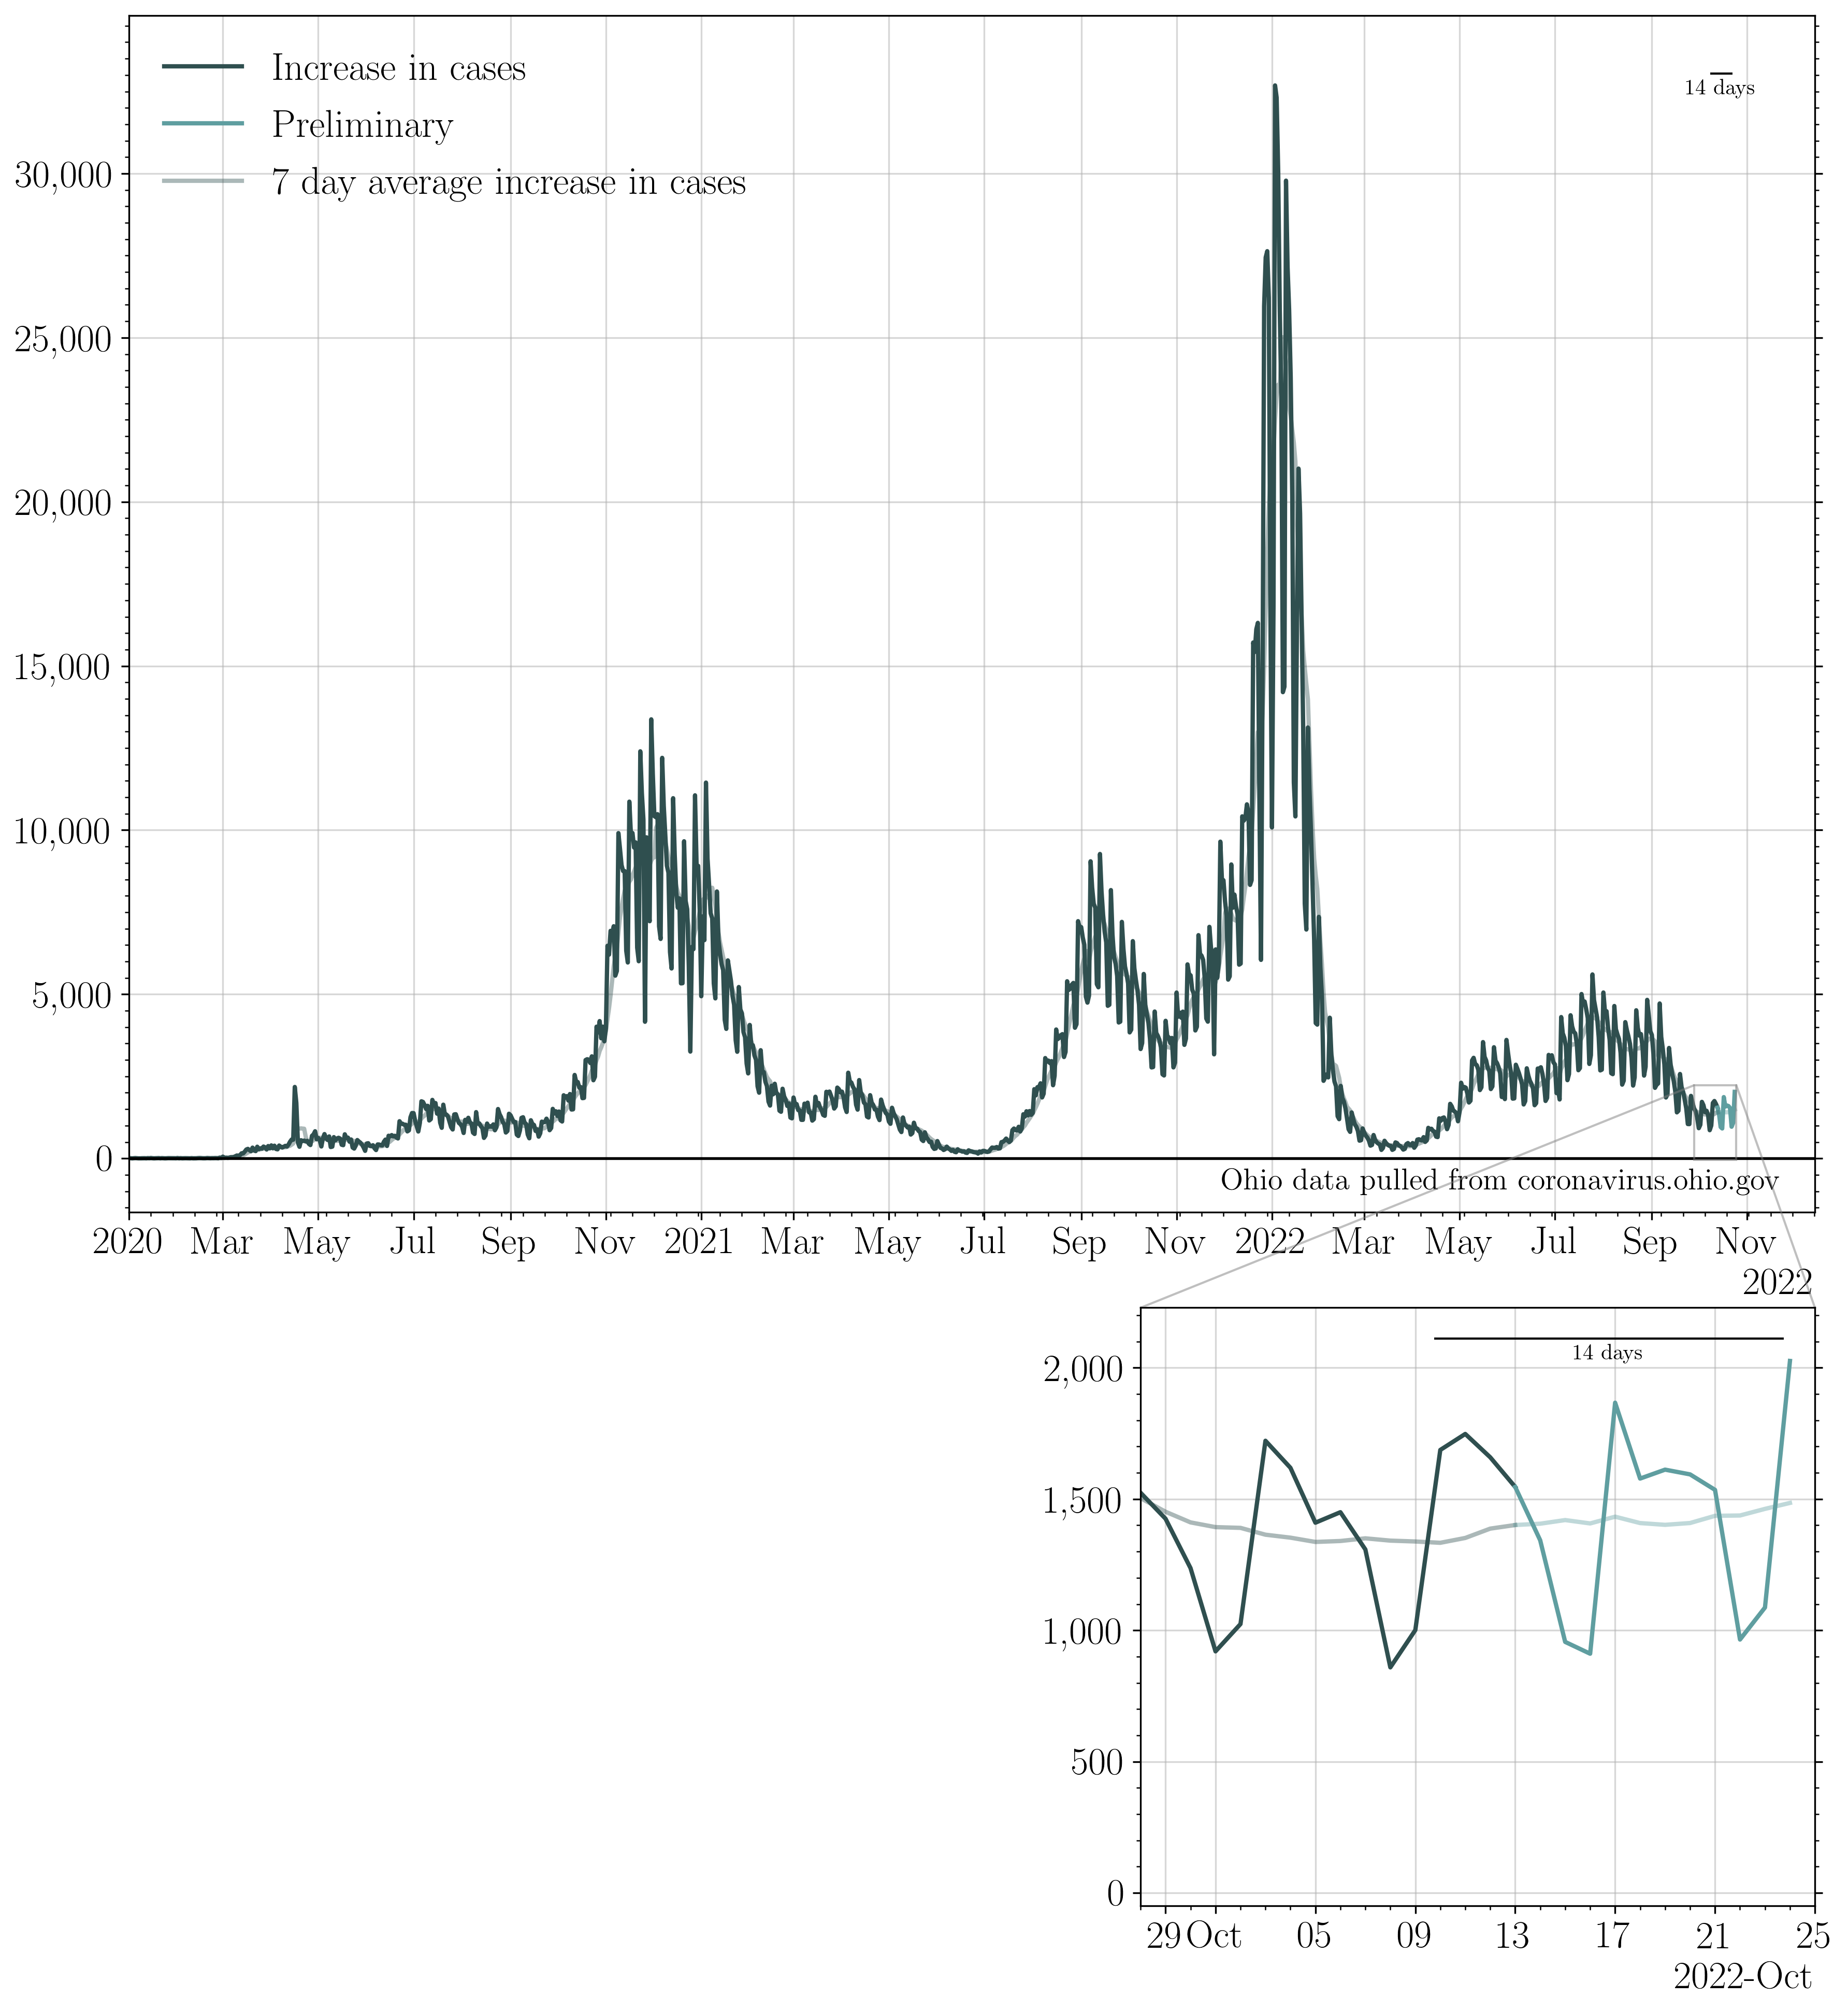 Increase in cases
Preliminary
7 day average increase in cases
14 days
30,000
25,000
20,000
15,000
10,000
5,000
0
Ohio data pulled from coronavirus.ohio.gov
2020 Mar May Jul Sep Nov 2021 Mar May Jul Sep Nov 2022 Mar May Jul Sep Nov
2022
14 days
2,000
1,500
1,000
500
0
29 Oct 05 09 13 17 21 25
2022-Oct